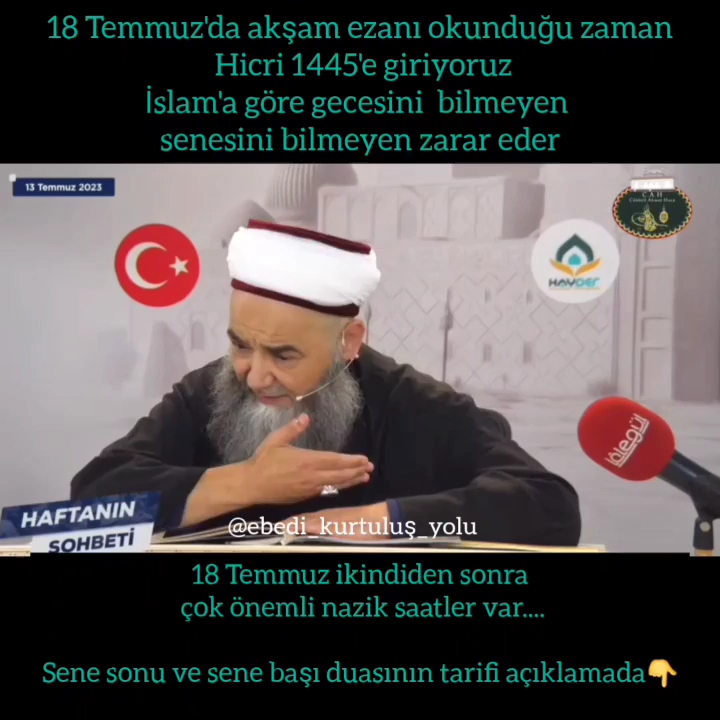 18 Temmuz'da akşam ezanı okunduğu zaman
Hicri 1445'e giriyoruz
İslam'a göre gecesini bilmeyen
senesini bilmeyen zarar eder
13 Temmuz 2023
HAYDER
lâlegül
HAFTANIN
SOHBETİ
@ebedi_kurtuluş_yolu
18 Temmuz ikindiden sonra
çok önemli nazik saatler var....
Sene sonu ve sene başı duasının tarifi açıklamada👇